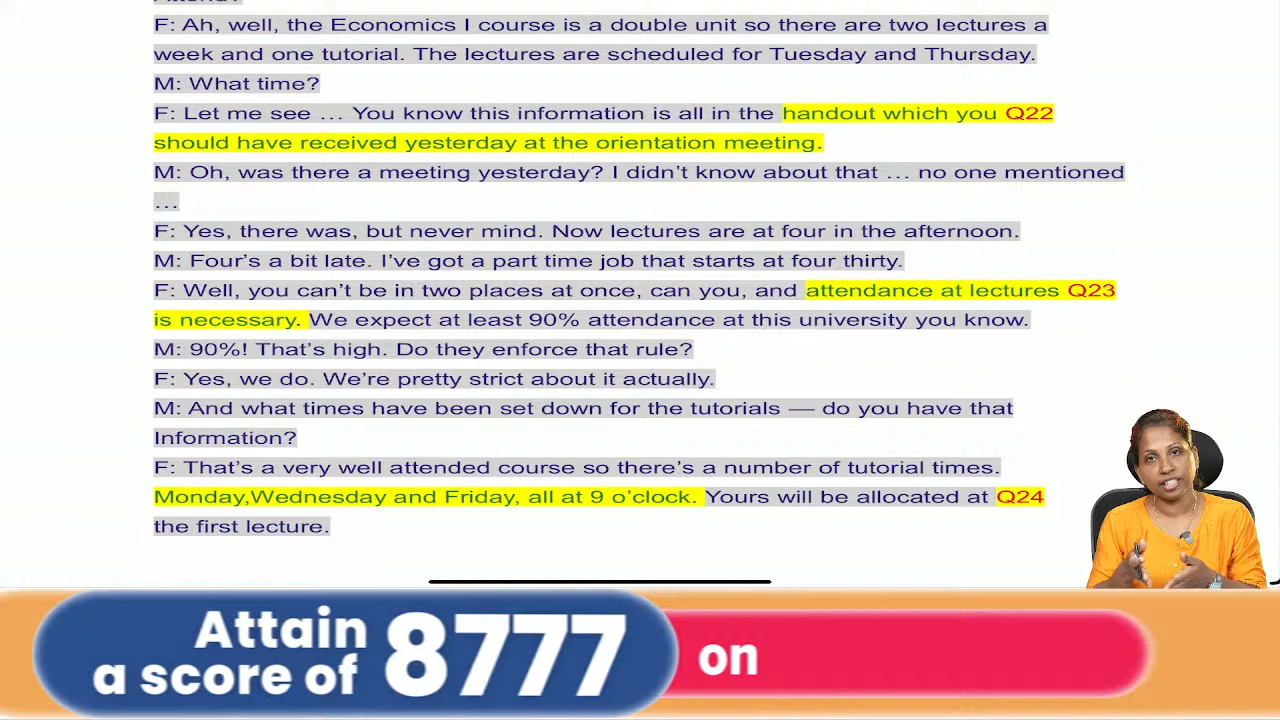 F: Ah, well, the Economics I course is a double unit so there are two lectures a
week and one tutorial. The lectures are scheduled for Tuesday and Thursday.
M: What time?
F: Let me see … You know this information is all in the handout which you Q22
should have received yesterday at the orientation meeting.
M: Oh, was there a meeting yesterday? I didn’t know about that … no one mentioned
…
F: Yes, there was, but never mind. Now lectures are at four in the afternoon.
M: Four’s a bit late. I’ve got a part time job that starts at four thirty.
F: Well, you can’t be in two places at once, can you, and attendance at lectures Q23
is necessary. We expect at least 90% attendance at this university you know.
M: 90%! That’s high. Do they enforce that rule?
F: Yes, we do. We’re pretty strict about it actually.
M: And what times have been set down for the tutorials — do you have that
Information?
F: That’s a very well attended course so there’s a number of tutorial times.
Monday,Wednesday and Friday, all at 9 o’clock. Yours will be allocated at Q24
the first lecture.
Attain
a score of 8777 on